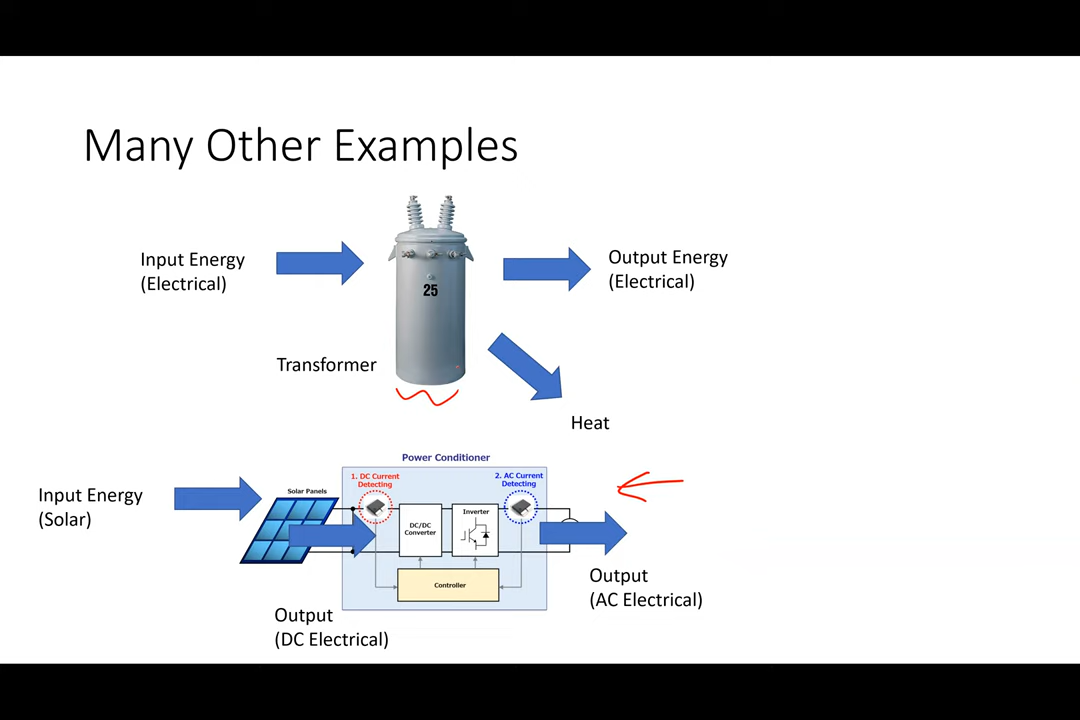 Many Other Examples
Input Energy
(Electrical)
25
Output Energy
(Electrical)
Transformer
Heat
Power Conditioner
Input Energy
(Solar)
Solar Panels
1. DC Current
Detecting
2. AC Current
Detecting
DC/DC
Converter
Inverter
Controller
Output
(DC Electrical)
Output
(AC Electrical)